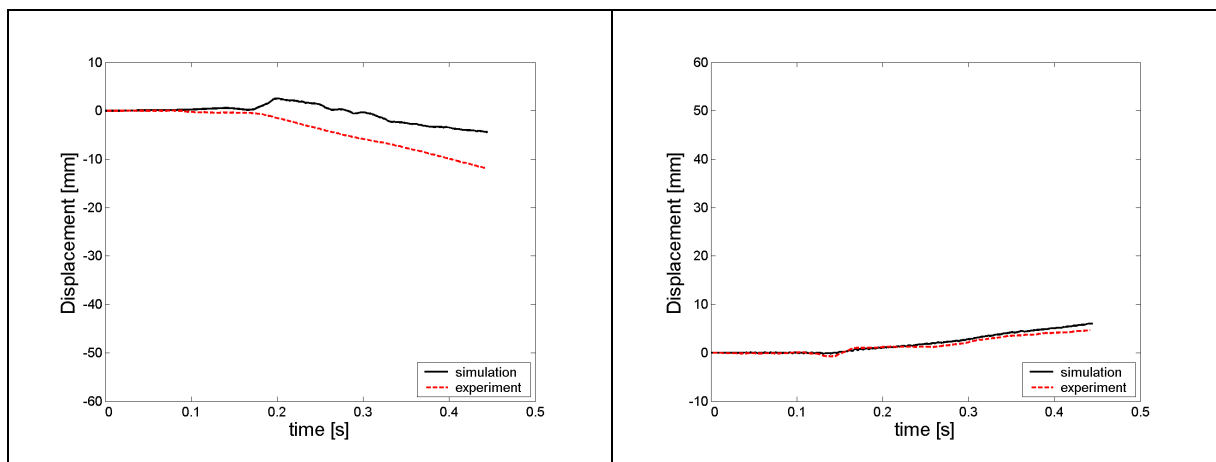 10
0
-10
-20
-30
-40
-50
-60
Displacement [mm]
simulation
experiment
0 0.1 0.2 0.3 0.4 0.5
time [s]
60
50
40
30
20
10
0
-10
Displacement [mm]
simulation
experiment
0 0.1 0.2 0.3 0.4 0.5
time [s]